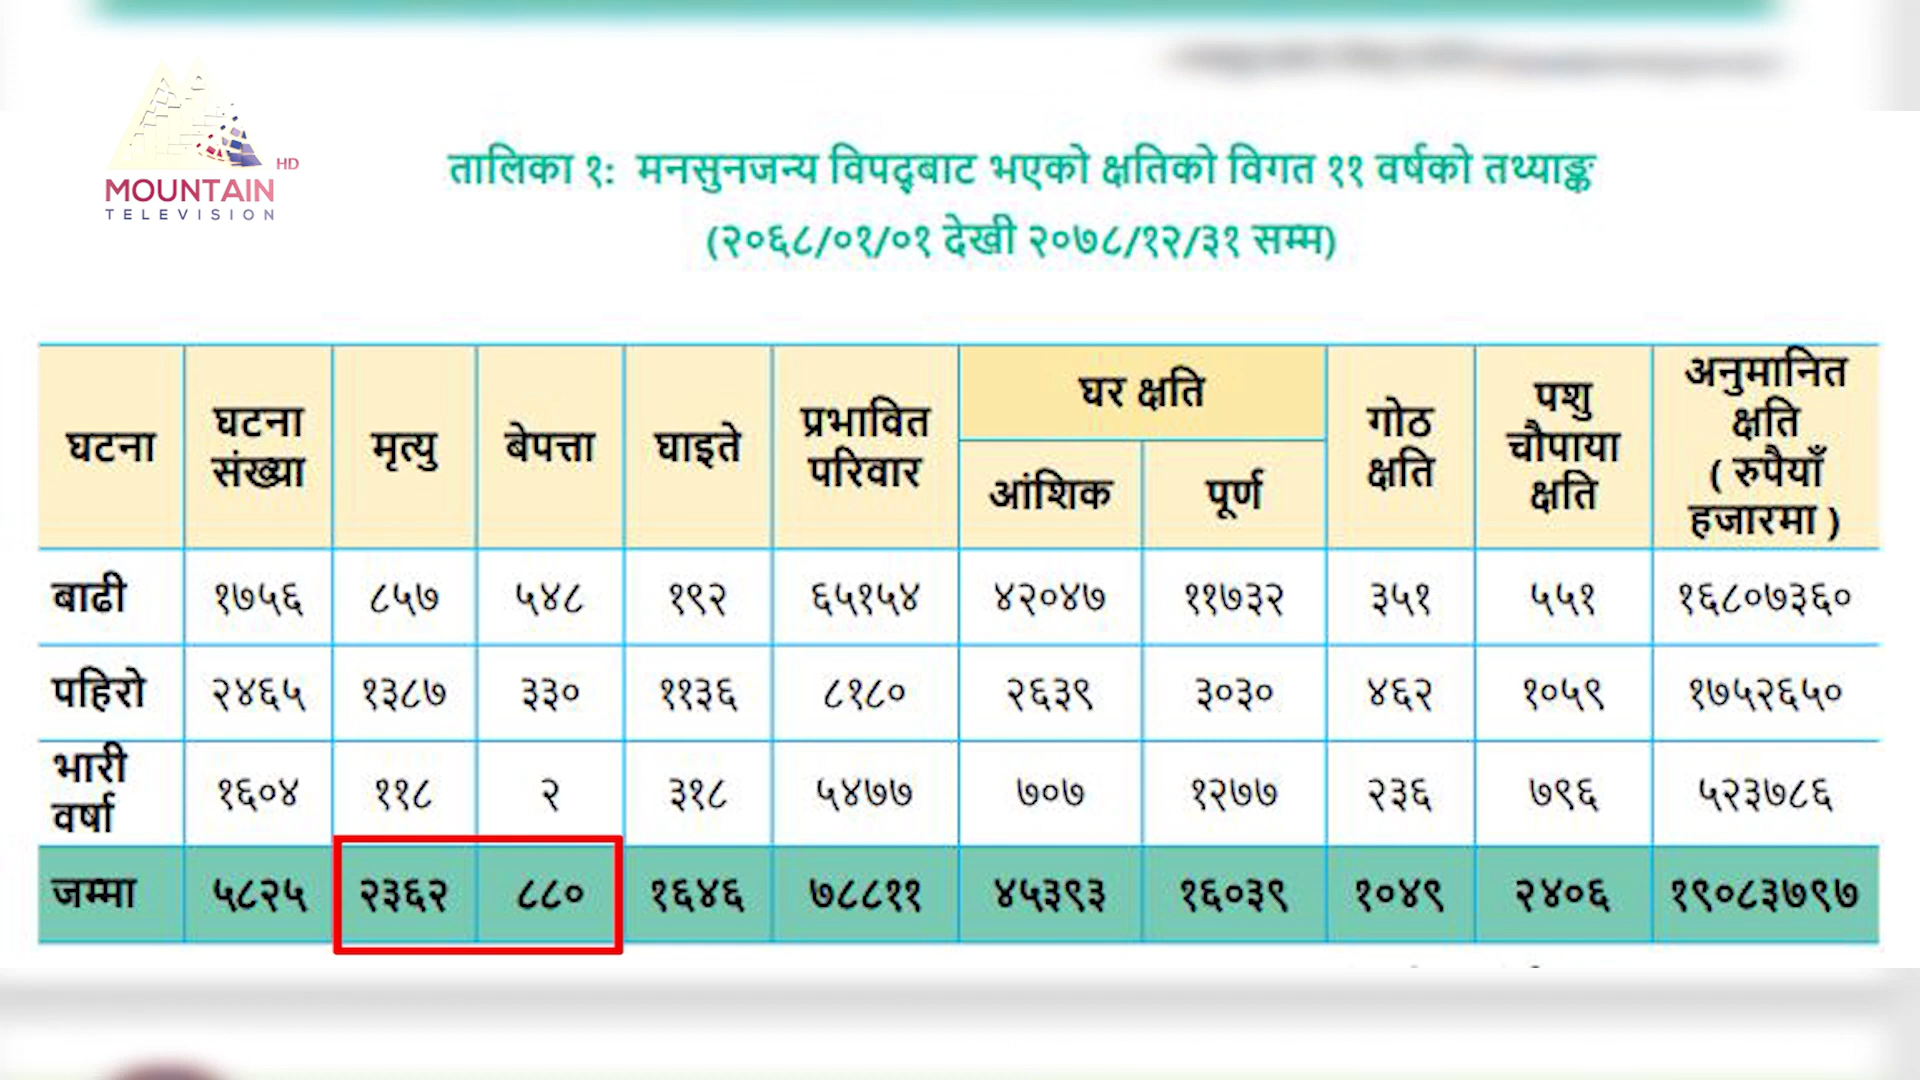 MOUNTAIN HD
TELEVISION
तालिका १: मनसुनजन्य विपद्बाट भएको क्षतिको विगत ११ वर्षको तथ्याङ्क
(२०६८/०१/०१ देखी २०७८/१२/३१ सम्म)
घटना घटना संख्या मृत्यु बेपत्ता घाइते प्रभावित परिवार घर क्षति आंशिक पूर्ण गोठ क्षति पशु चौपाया क्षति अनुमानित क्षति ( रुपैयाँ हजारमा )
बाढी १७५६ ८५७ ५४८ १९२ ६५१५४ ४२०४७ ११७३२ ३५१ ५५१ १६८०७३६०
पहिरो २४६५ १३८७ ३३० ११३६ ८१८० २६३९ ३०३० ४६२ १०५९ १७५२६५०
भारी वर्षा १६०४ ११८ २ ३१८ ५४७७ ७०७ १२७७ २३६ ७९६ ५२३७८६
जम्मा ५८२५ २३६२ ८८० १६४६ ७८८११ ४५३९३ १६०३९ १०४९ २४०६ १९०८३७९७